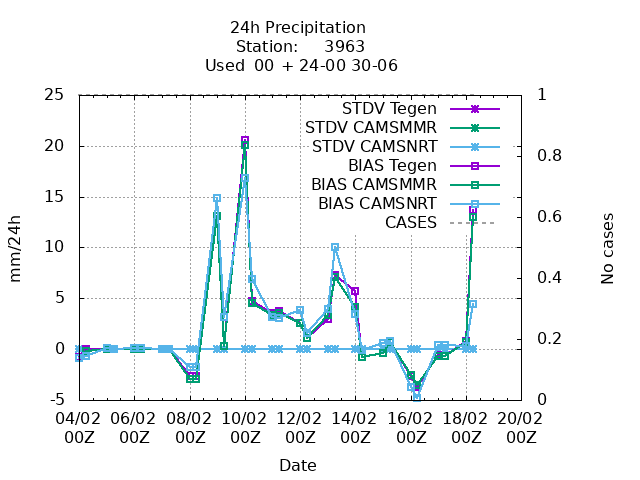 24h Precipitation
Station: 3963
Used 00 + 24-00 30-06
25
20
15
10
5
0
-5
1
0.8
0.6
0.4
0.2
0
mm/24h
No cases
STDV Tegen
STDV CAMSMMR
STDV CAMSNRT
BIAS Tegen
BIAS CAMSMMR
BIAS CAMSNRT
CASES
04/02 06/02 08/02 10/02 12/02 14/02 16/02 18/02 20/02
00Z 00Z 00Z 00Z 00Z 00Z 00Z 00Z 00Z
Date